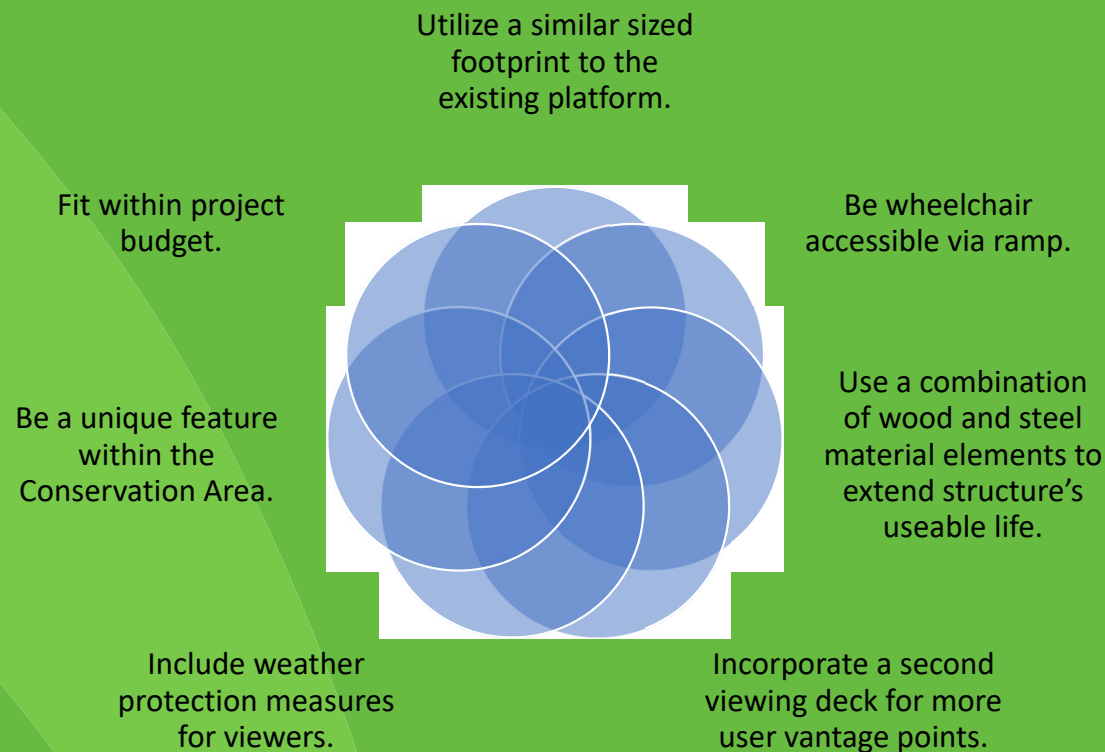 Utilize a similar sized
footprint to the
existing platform.
Fit within project
budget.
Be wheelchair
accessible via ramp.
Be a unique feature
within the
Conservation Area.
Use a combination
of wood and steel
material elements to
extend structure’s
useable life.
Include weather
protection measures
for viewers.
Incorporate a second
viewing deck for more
user vantage points.